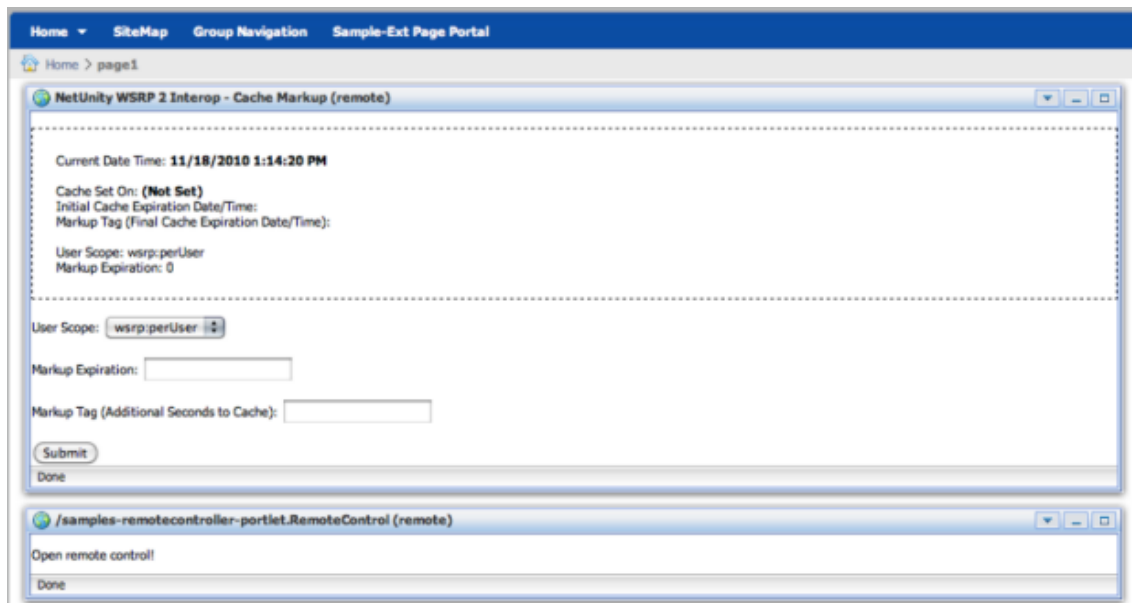 Home SiteMap Group Navigation Sample-Ext Page Portal
Home > page1
NetUnity WSRP 2 Interop - Cache Markup (remote)
Current Date Time: 11/18/2010 1:14:20 PM
Cache Set On: (Not Set)
Initial Cache Expiration Date/Time:
Markup Tag (Final Cache Expiration Date/Time):
User Scope: wsrp:perUser
Markup Expiration: 0
User Scope: wsrp:perUser
Markup Expiration:
Markup Tag (Additional Seconds to Cache):
Submit
Done
/samples-remotecontroller-portlet.RemoteControl (remote)
Open remote control!
Done